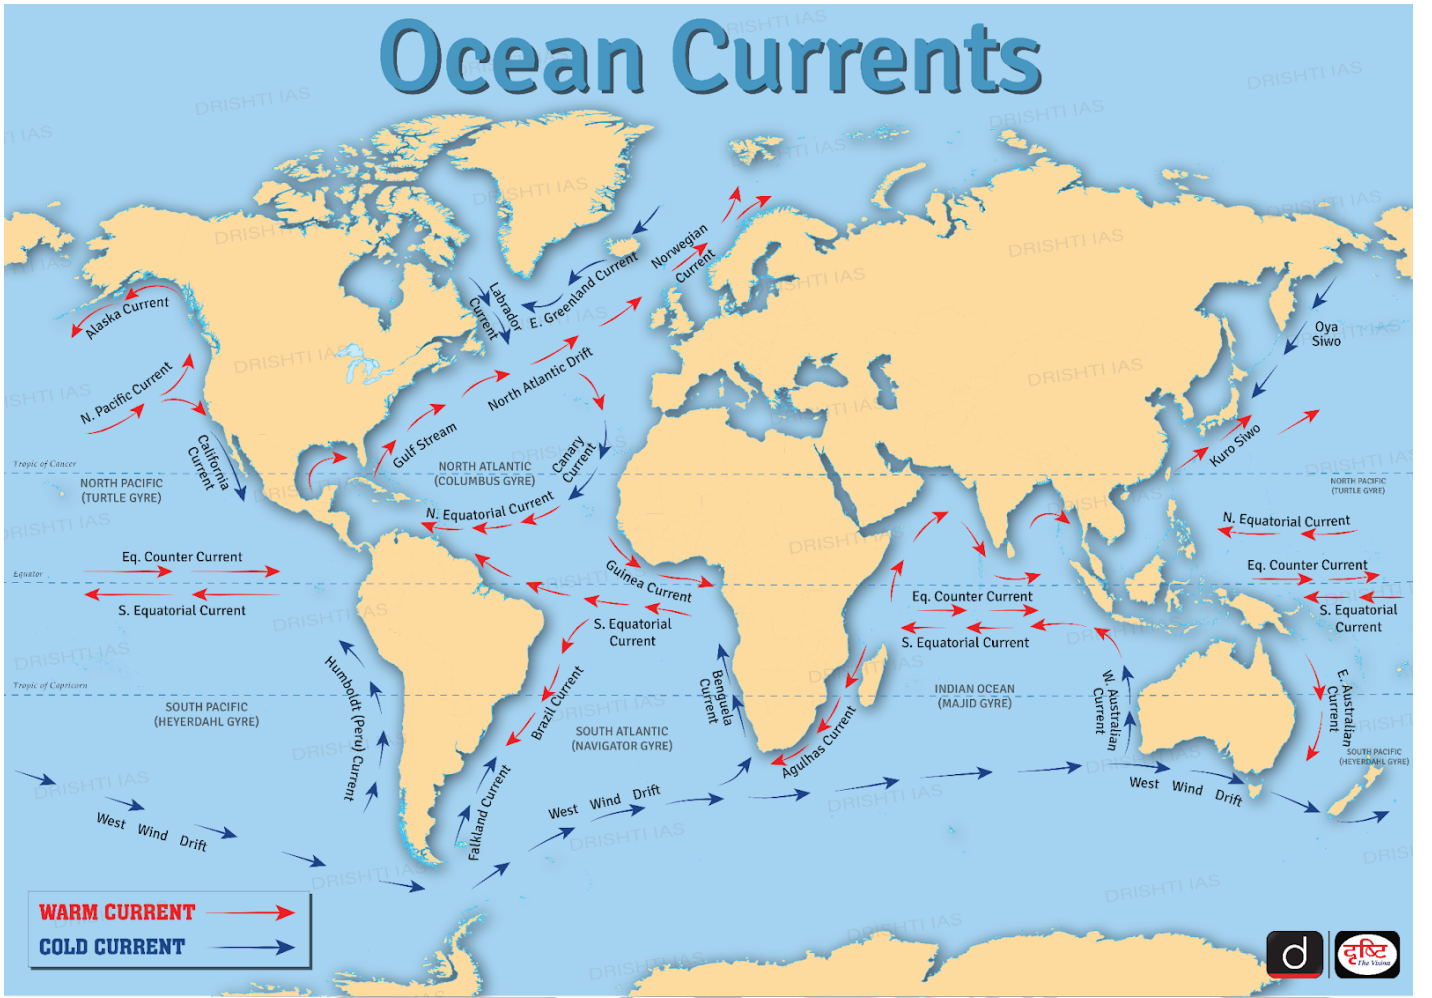 Ocean Currents
DRISHTI IAS
Norwegian
Current
E. Greenland Current
Labrador
Current
Alaska Current
Oya
Siwo
N. Pacific Current
North Atlantic Drift
Gulf Stream
Kuro Siwo
California
Current
Canary
Current
Tropic of Cancer
NORTH PACIFIC
(TURTLE GYRE)
NORTH ATLANTIC
(COLUMBUS GYRE)
NORTH PACIFIC
(TURTLE GYRE)
N. Equatorial Current
N. Equatorial Current
Eq. Counter Current
Guinea Current
Eq. Counter Current
Equator
S. Equatorial Current
Eq. Counter Current
S. Equatorial
Current
S. Equatorial
Current
S. Equatorial Current
Humboldt (Peru) Current
Brazil Current
Benguela
Current
W. Australian
Current
E. Australian
Current
Tropic of Capricorn
SOUTH PACIFIC
(HEYERDAHL GYRE)
INDIAN OCEAN
(MAJID GYRE)
SOUTH ATLANTIC
(NAVIGATOR GYRE)
Agulhas Current
SOUTH PACIFIC
(HEYERDAHL GYRE)
Falkland Current
West Wind Drift
West Wind Drift
West Wind Drift
WARM CURRENT
COLD CURRENT
d
दृष्टि
The Vision